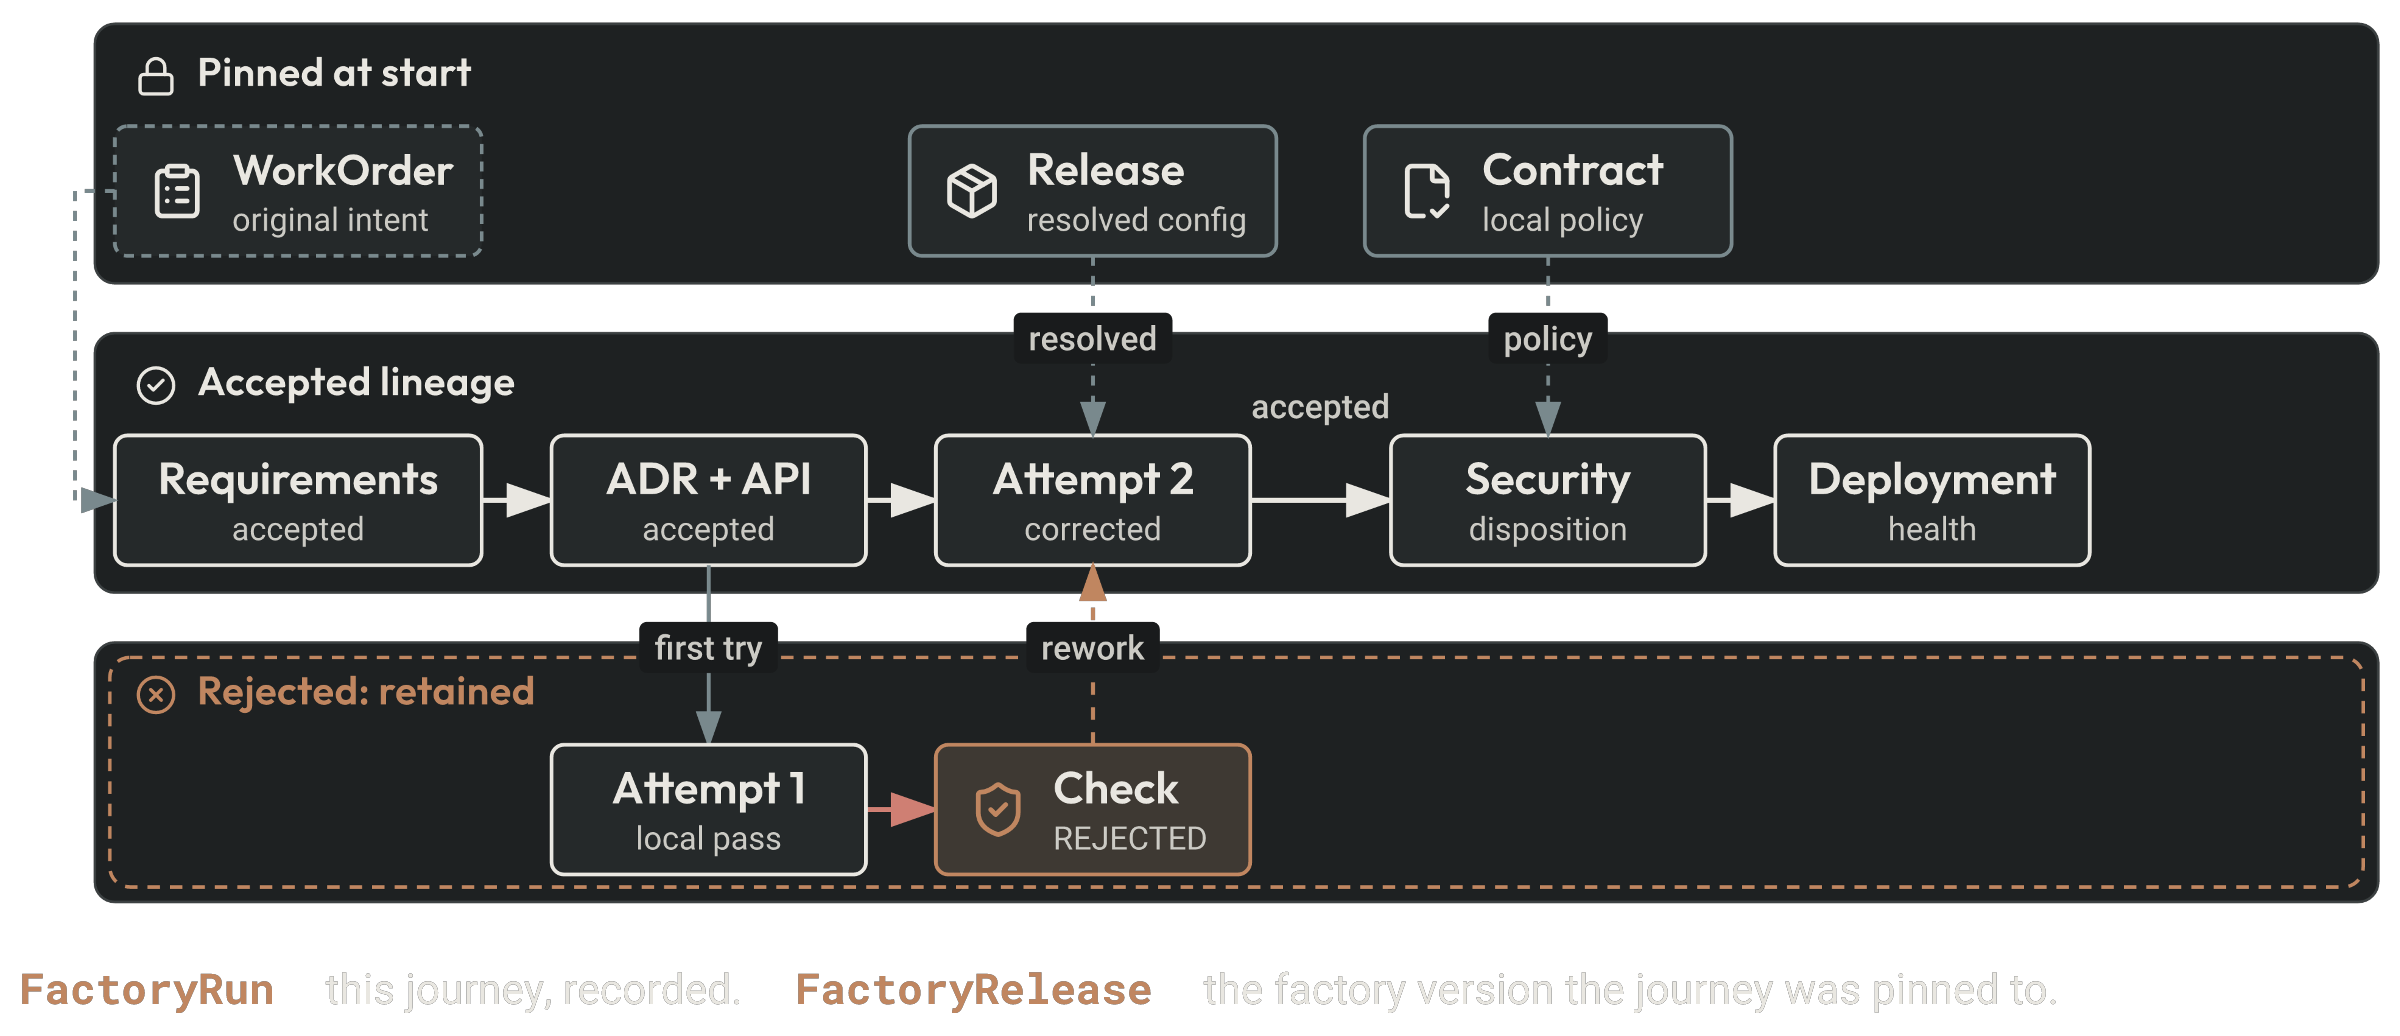 Pinned at start
WorkOrder
original intent
Release
resolved config
Contract
local policy
resolved
policy
Accepted lineage
accepted
Requirements
accepted
ADR + API
accepted
Attempt 2
corrected
Security
disposition
Deployment
health
first try
rework
Rejected: retained
Attempt 1
local pass
Check
REJECTED
FactoryRun this journey, recorded. FactoryRelease the factory version the journey was pinned to.